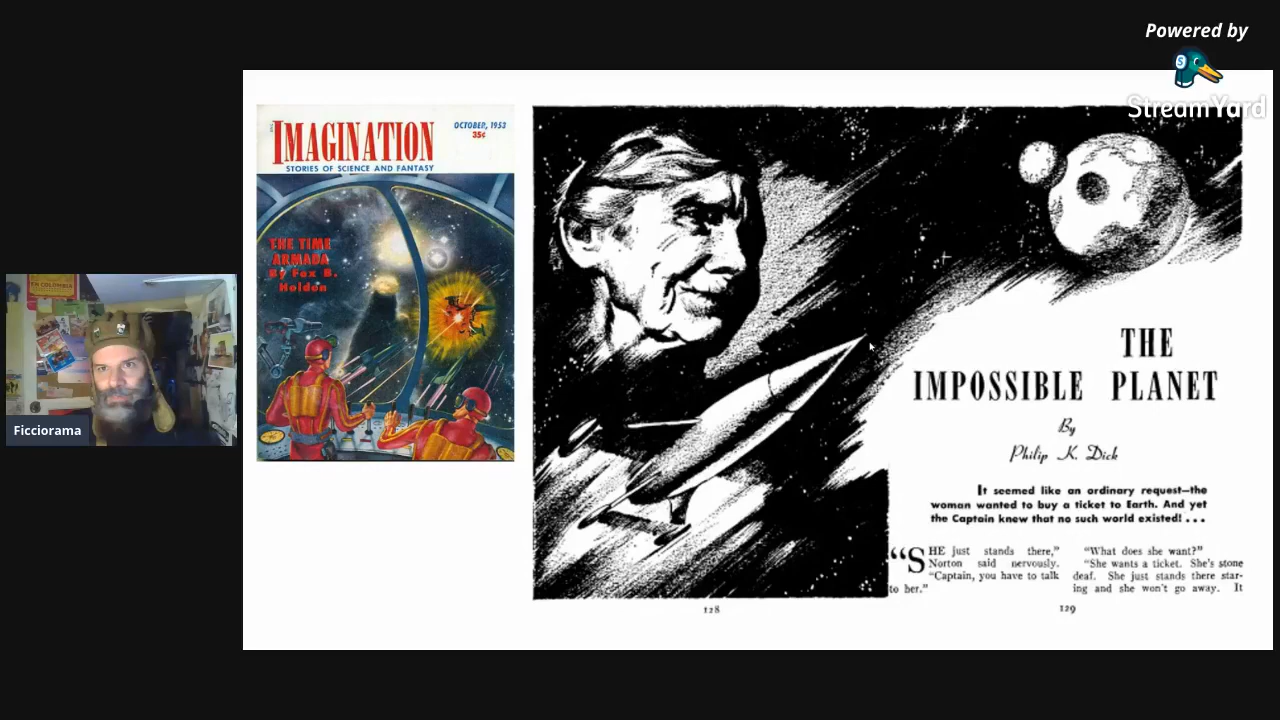 Powered by
StreamYard
THE
IMAGINATION
OCTOBER, 1953
35¢
STORIES OF SCIENCE AND FANTASY
THE TIME
ARMADA
By Fox B.
Holden
EN COLOMBIA
Ficciorama
THE
IMPOSSIBLE PLANET
By
Philip K. Dick
It seemed like an ordinary request—the
woman wanted to buy a ticket to Earth. And yet
the Captain knew that no such world existed! . . .
“SHE just stands there,”
Norton said nervously.
“Captain, you have to talk
to her.”
“What does she want?”
“She wants a ticket. She's stone
deaf. She just stands there star-
ing and she won't go away. It
128
129